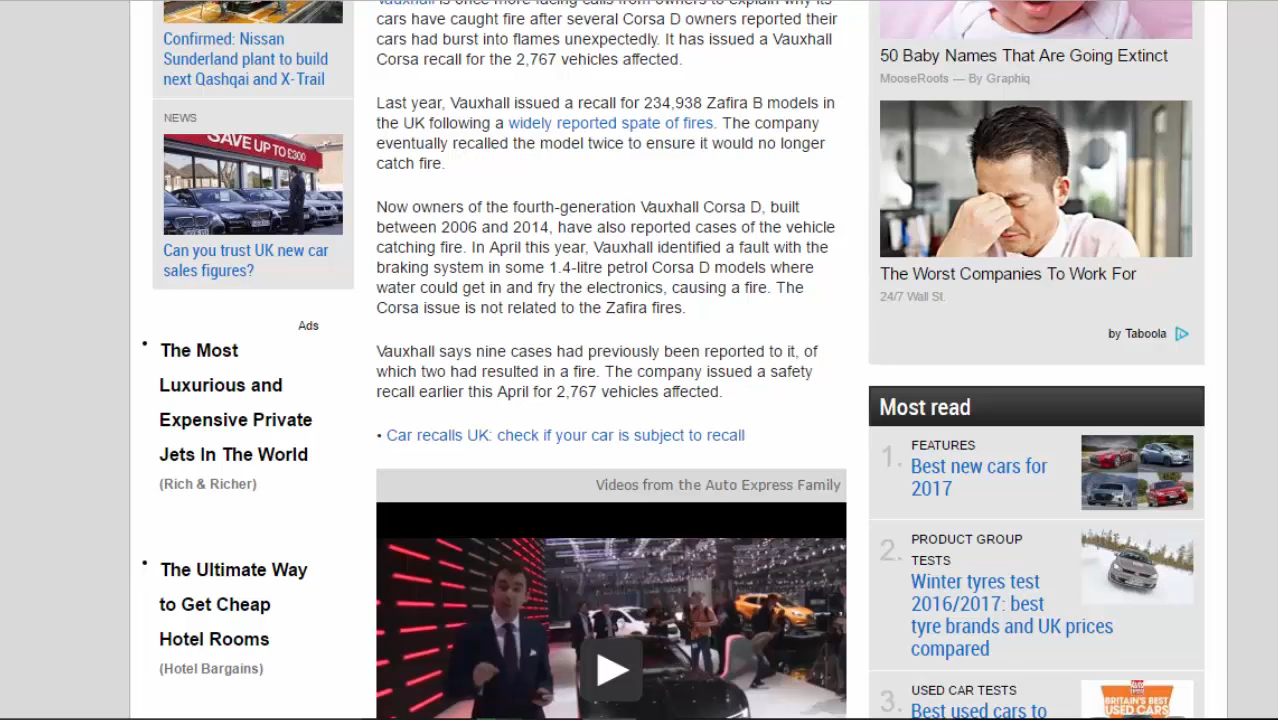 Confirmed: Nissan
Sunderland plant to build
next Qashqai and X-Trail
NEWS
SAVE UP TO £300
Can you trust UK new car
sales figures?
Ads
• The Most
Luxurious and
Expensive Private
Jets In The World
(Rich & Richer)
• The Ultimate Way
to Get Cheap
Hotel Rooms
(Hotel Bargains)
Vauxhall is once more facing calls from owners to explain why its
cars have caught fire after several Corsa D owners reported their
cars had burst into flames unexpectedly. It has issued a Vauxhall
Corsa recall for the 2,767 vehicles affected.
Last year, Vauxhall issued a recall for 234,938 Zafira B models in
the UK following a widely reported spate of fires. The company
eventually recalled the model twice to ensure it would no longer
catch fire.
Now owners of the fourth-generation Vauxhall Corsa D, built
between 2006 and 2014, have also reported cases of the vehicle
catching fire. In April this year, Vauxhall identified a fault with the
braking system in some 1.4-litre petrol Corsa D models where
water could get in and fry the electronics, causing a fire. The
Corsa issue is not related to the Zafira fires.
Vauxhall says nine cases had previously been reported to it, of
which two had resulted in a fire. The company issued a safety
recall earlier this April for 2,767 vehicles affected.
• Car recalls UK: check if your car is subject to recall
Videos from the Auto Express Family
50 Baby Names That Are Going Extinct
MooseRoots — By Graphiq
The Worst Companies To Work For
24/7 Wall St.
by Taboola
Most read
1. FEATURES
Best new cars for
2017
2. PRODUCT GROUP
TESTS
Winter tyres test
2016/2017: best
tyre brands and UK prices
compared
3. USED CAR TESTS
Best used cars to
BRITAIN'S BEST
USED CARS